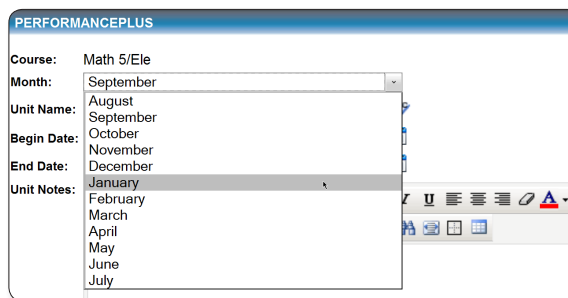 PERFORMANCEPLUS
Course: Math 5/Ele
Month: September
August
Unit Name: September
October
Begin Date: November
End Date: December
Unit Notes: January
February
March
April
May
June
July
U
A